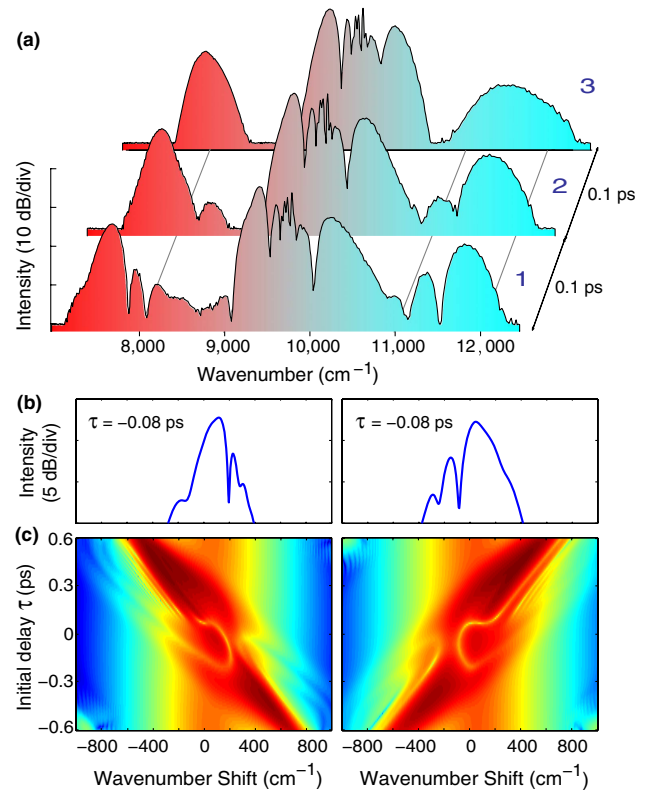 (a)
3
2
1
0.1 ps
0.1 ps
Intensity (10 dB/div)
8,000 9,000 10,000 11,000 12,000
Wavenumber (cm⁻¹)
(b)
τ = −0.08 ps
τ = −0.08 ps
Intensity
(5 dB/div)
(c)
0.6
0.3
0
−0.3
−0.6
Initial delay τ (ps)
−800 −400 0 400 800
−800 −400 0 400 800
Wavenumber Shift (cm⁻¹)
Wavenumber Shift (cm⁻¹)